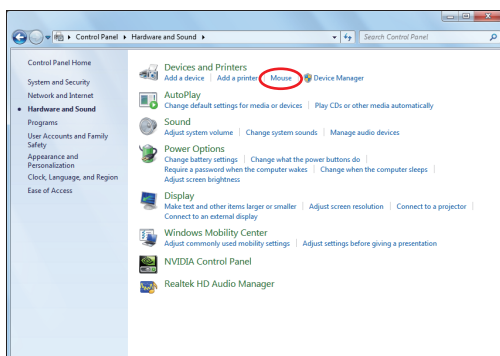 Control Panel ▸ Hardware and Sound ▸
Search Control Panel
Control Panel Home
System and Security
Network and Internet
Hardware and Sound
Programs
User Accounts and Family
Safety
Appearance and
Personalization
Clock, Language, and Region
Ease of Access
Devices and Printers
Add a device | Add a printer | Mouse | Device Manager
AutoPlay
Change default settings for media or devices | Play CDs or other media automatically
Sound
Adjust system volume | Change system sounds | Manage audio devices
Power Options
Change battery settings | Change what the power buttons do |
Require a password when the computer wakes | Change when the computer sleeps |
Adjust screen brightness
Display
Make text and other items larger or smaller | Adjust screen resolution | Connect to a projector |
Connect to an external display
Windows Mobility Center
Adjust commonly used mobility settings | Adjust settings before giving a presentation
NVIDIA Control Panel
Realtek HD Audio Manager